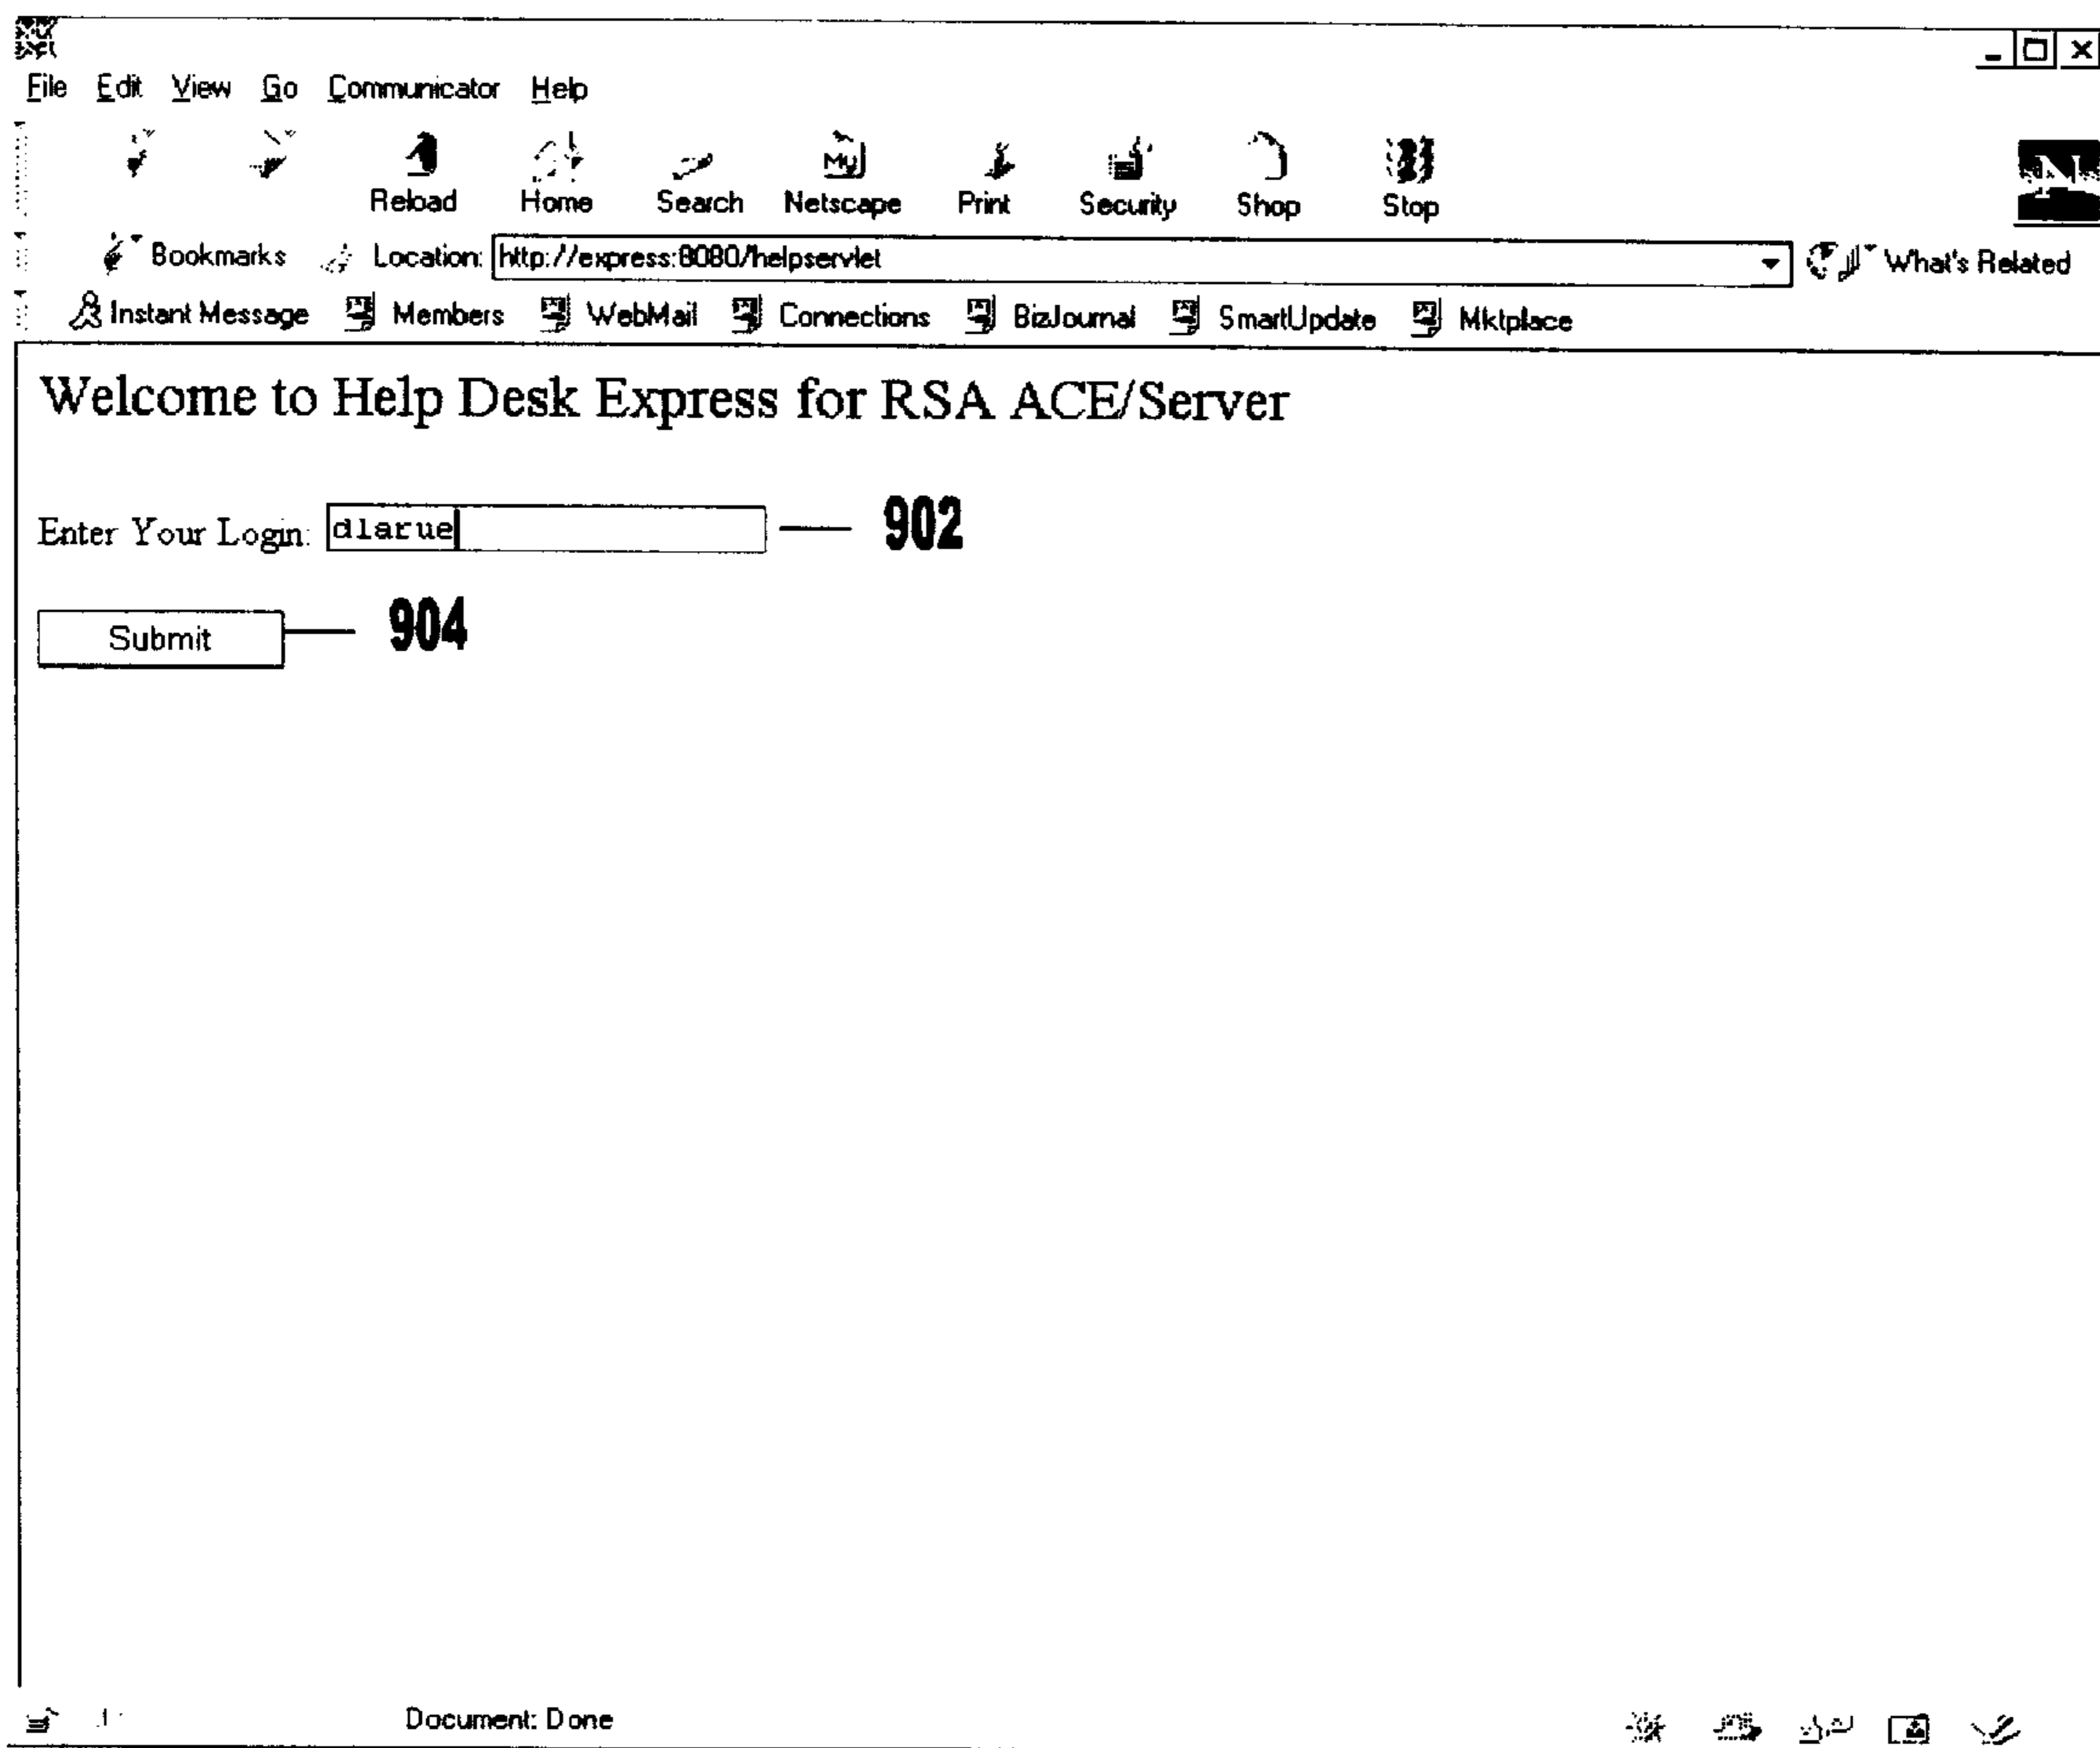 File Edit View Go Communicator Help
My
N
Reload Home Search Netscape Print Security Shop Stop
Bookmarks Location: http://express:8080/helpservlet What's Related
Instant Message Members WebMail Connections BizJournal SmartUpdate Mktplace
Welcome to Help Desk Express for RSA ACE/Server
Enter Your Login: dlarue 902
Submit 904
Document: Done